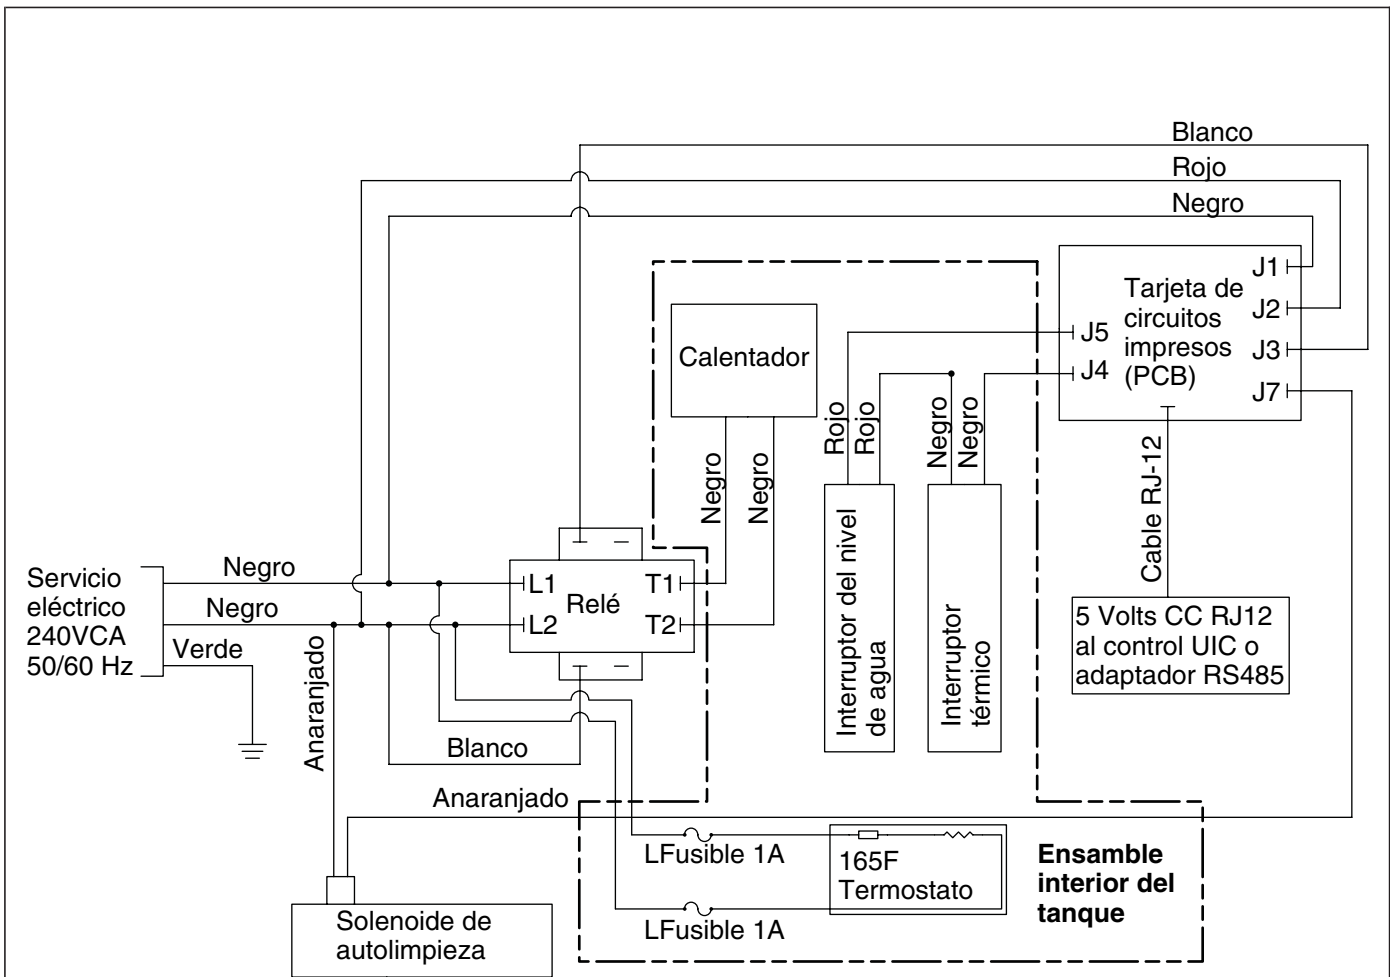 Blanco
Rojo
Negro
J1
J2
J3
J7
J5
J4
Tarjeta de
circuitos
impresos
(PCB)
Calentador
Rojo
Rojo
Negro
Negro
Negro
Negro
Cable RJ-12
Interruptor del nivel
de agua
Interruptor
térmico
5 Volts CC RJ12
al control UIC o
adaptador RS485
Servicio
eléctrico
240VCA
50/60 Hz
Negro
Negro
Verde
L1
L2
Relé
T1
T2
Anaranjado
Blanco
Anaranjado
LFusible 1A
LFusible 1A
165F
Termostato
Ensamble
interior del
tanque
Solenoide de
autolimpieza